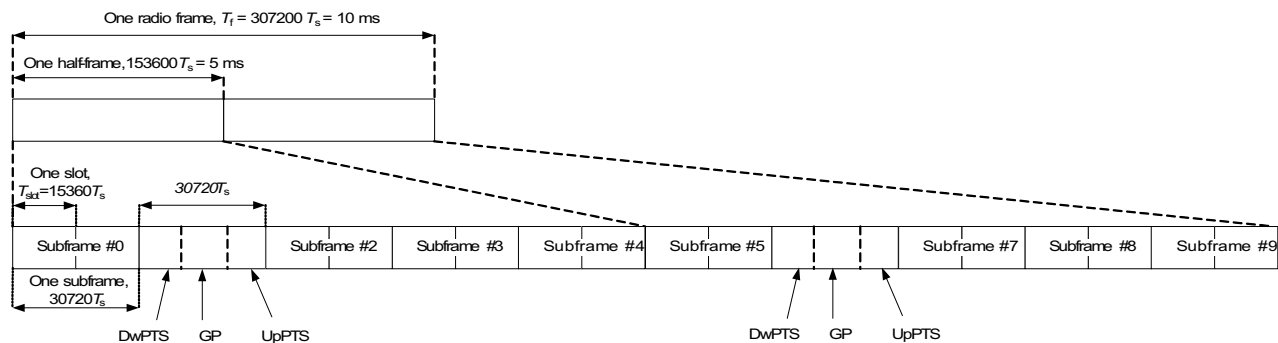 One radio frame, Tf = 307200 Ts = 10 ms
One half-frame,153600Ts = 5 ms
One slot,
Tslot=15360Ts
30720Ts
Subframe #0
Subframe #2
Subframe #3
Subframe #4
Subframe #5
Subframe #7
Subframe #8
Subframe #9
One subframe,
30720Ts
DwPTS
GP
UpPTS
DwPTS
GP
UpPTS